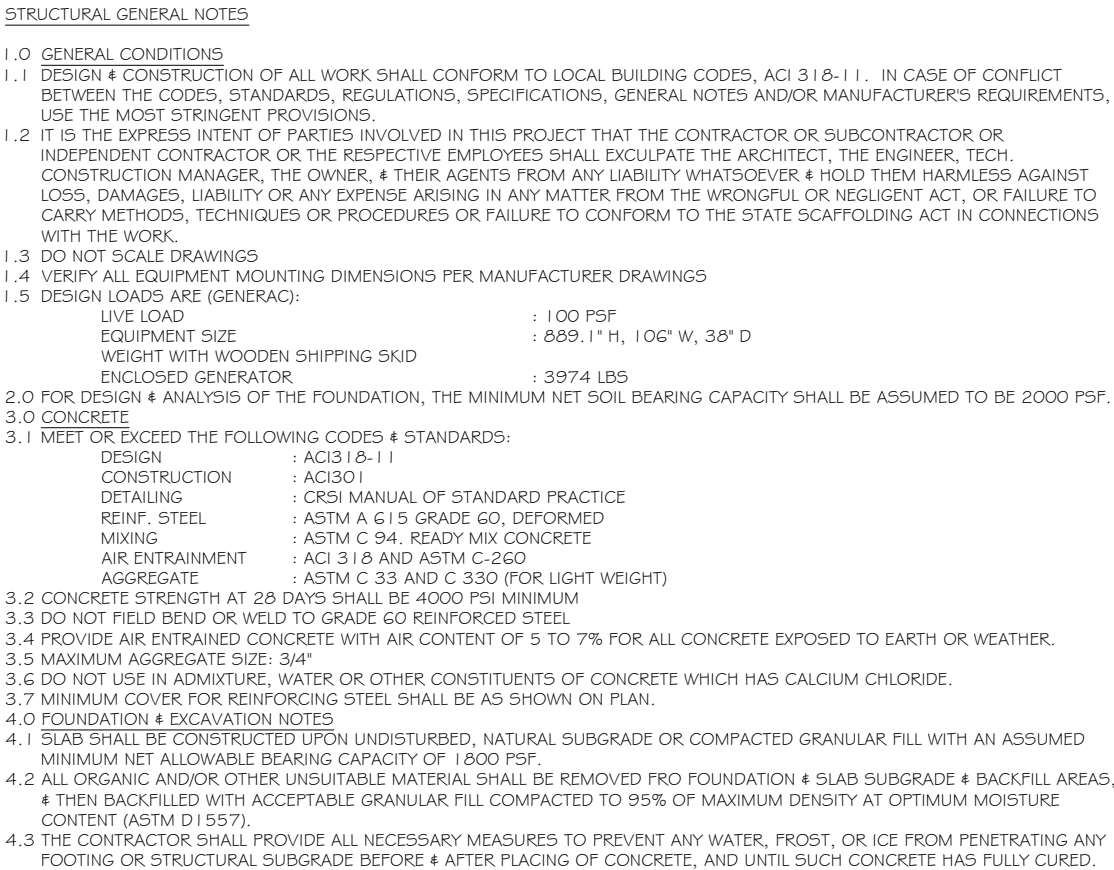 STRUCTURAL GENERAL NOTES
1.0 GENERAL CONDITIONS
1.1 DESIGN & CONSTRUCTION OF ALL WORK SHALL CONFORM TO LOCAL BUILDING CODES, ACI 318-11. IN CASE OF CONFLICT
BETWEEN THE CODES, STANDARDS, REGULATIONS, SPECIFICATIONS, GENERAL NOTES AND/OR MANUFACTURER'S REQUIREMENTS,
USE THE MOST STRINGENT PROVISIONS.
1.2 IT IS THE EXPRESS INTENT OF PARTIES INVOLVED IN THIS PROJECT THAT THE CONTRACTOR OR SUBCONTRACTOR OR
INDEPENDENT CONTRACTOR OR THE RESPECTIVE EMPLOYEES SHALL EXCULPATE THE ARCHITECT, THE ENGINEER, TECH.
CONSTRUCTION MANAGER, THE OWNER, & THEIR AGENTS FROM ANY LIABILITY WHATSOEVER & HOLD THEM HARMLESS AGAINST
LOSS, DAMAGES, LIABILITY OR ANY EXPENSE ARISING IN ANY MATTER FROM THE WRONGFUL OR NEGLIGENT ACT, OR FAILURE TO
CARRY METHODS, TECHNIQUES OR PROCEDURES OR FAILURE TO CONFORM TO THE STATE SCAFFOLDING ACT IN CONNECTIONS
WITH THE WORK.
1.3 DO NOT SCALE DRAWINGS
1.4 VERIFY ALL EQUIPMENT MOUNTING DIMENSIONS PER MANUFACTURER DRAWINGS
1.5 DESIGN LOADS ARE (GENERAC):
LIVE LOAD : 100 PSF
EQUIPMENT SIZE : 889.1" H, 106" W, 38" D
WEIGHT WITH WOODEN SHIPPING SKID
ENCLOSED GENERATOR : 3974 LBS
2.0 FOR DESIGN & ANALYSIS OF THE FOUNDATION, THE MINIMUM NET SOIL BEARING CAPACITY SHALL BE ASSUMED TO BE 2000 PSF.
3.0 CONCRETE
3.1 MEET OR EXCEED THE FOLLOWING CODES & STANDARDS:
DESIGN : ACI318-11
CONSTRUCTION : ACI301
DETAILING : CRSI MANUAL OF STANDARD PRACTICE
REINF. STEEL : ASTM A 615 GRADE 60, DEFORMED
MIXING : ASTM C 94. READY MIX CONCRETE
AIR ENTRAINMENT : ACI 318 AND ASTM C-260
AGGREGATE : ASTM C 33 AND C 330 (FOR LIGHT WEIGHT)
3.2 CONCRETE STRENGTH AT 28 DAYS SHALL BE 4000 PSI MINIMUM
3.3 DO NOT FIELD BEND OR WELD TO GRADE 60 REINFORCED STEEL
3.4 PROVIDE AIR ENTRAINED CONCRETE WITH AIR CONTENT OF 5 TO 7% FOR ALL CONCRETE EXPOSED TO EARTH OR WEATHER.
3.5 MAXIMUM AGGREGATE SIZE: 3/4"
3.6 DO NOT USE IN ADMIXTURE, WATER OR OTHER CONSTITUENTS OF CONCRETE WHICH HAS CALCIUM CHLORIDE.
3.7 MINIMUM COVER FOR REINFORCING STEEL SHALL BE AS SHOWN ON PLAN.
4.0 FOUNDATION & EXCAVATION NOTES
4.1 SLAB SHALL BE CONSTRUCTED UPON UNDISTURBED, NATURAL SUBGRADE OR COMPACTED GRANULAR FILL WITH AN ASSUMED
MINIMUM NET ALLOWABLE BEARING CAPACITY OF 1800 PSF.
4.2 ALL ORGANIC AND/OR OTHER UNSUITABLE MATERIAL SHALL BE REMOVED FRO FOUNDATION & SLAB SUBGRADE & BACKFILL AREAS,
& THEN BACKFILLED WITH ACCEPTABLE GRANULAR FILL COMPACTED TO 95% OF MAXIMUM DENSITY AT OPTIMUM MOISTURE
CONTENT (ASTM D1557).
4.3 THE CONTRACTOR SHALL PROVIDE ALL NECESSARY MEASURES TO PREVENT ANY WATER, FROST, OR ICE FROM PENETRATING ANY
FOOTING OR STRUCTURAL SUBGRADE BEFORE & AFTER PLACING OF CONCRETE, AND UNTIL SUCH CONCRETE HAS FULLY CURED.